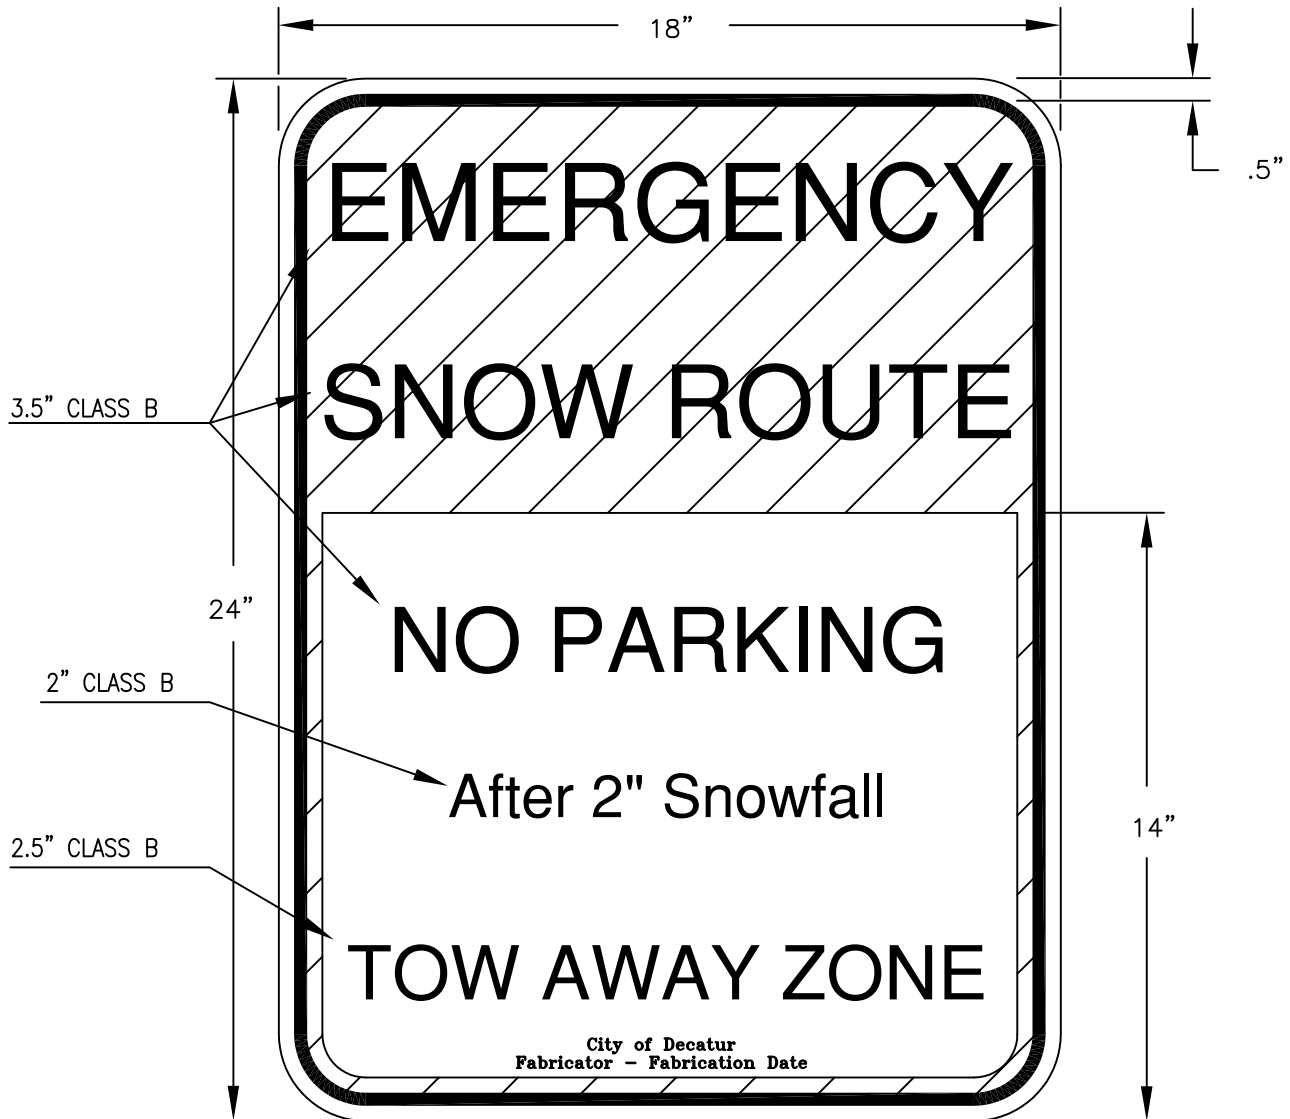 18”
.5”
EMERGENCY
SNOW ROUTE
3.5” CLASS B
24”
NO PARKING
2” CLASS B
After 2" Snowfall
14”
2.5” CLASS B
TOW AWAY ZONE
City of Decatur
Fabricator – Fabrication Date